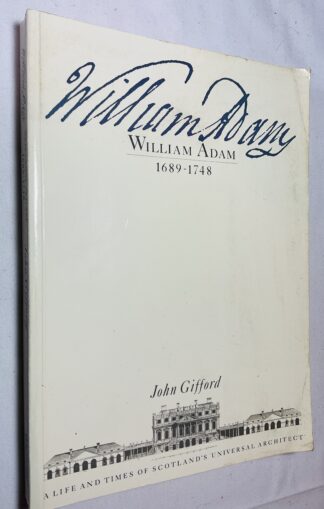 William Adam
WILLIAM ADAM
1689-1748
John Gifford
A LIFE AND TIMES OF SCOTLAND'S UNIVERSAL ARCHITECT